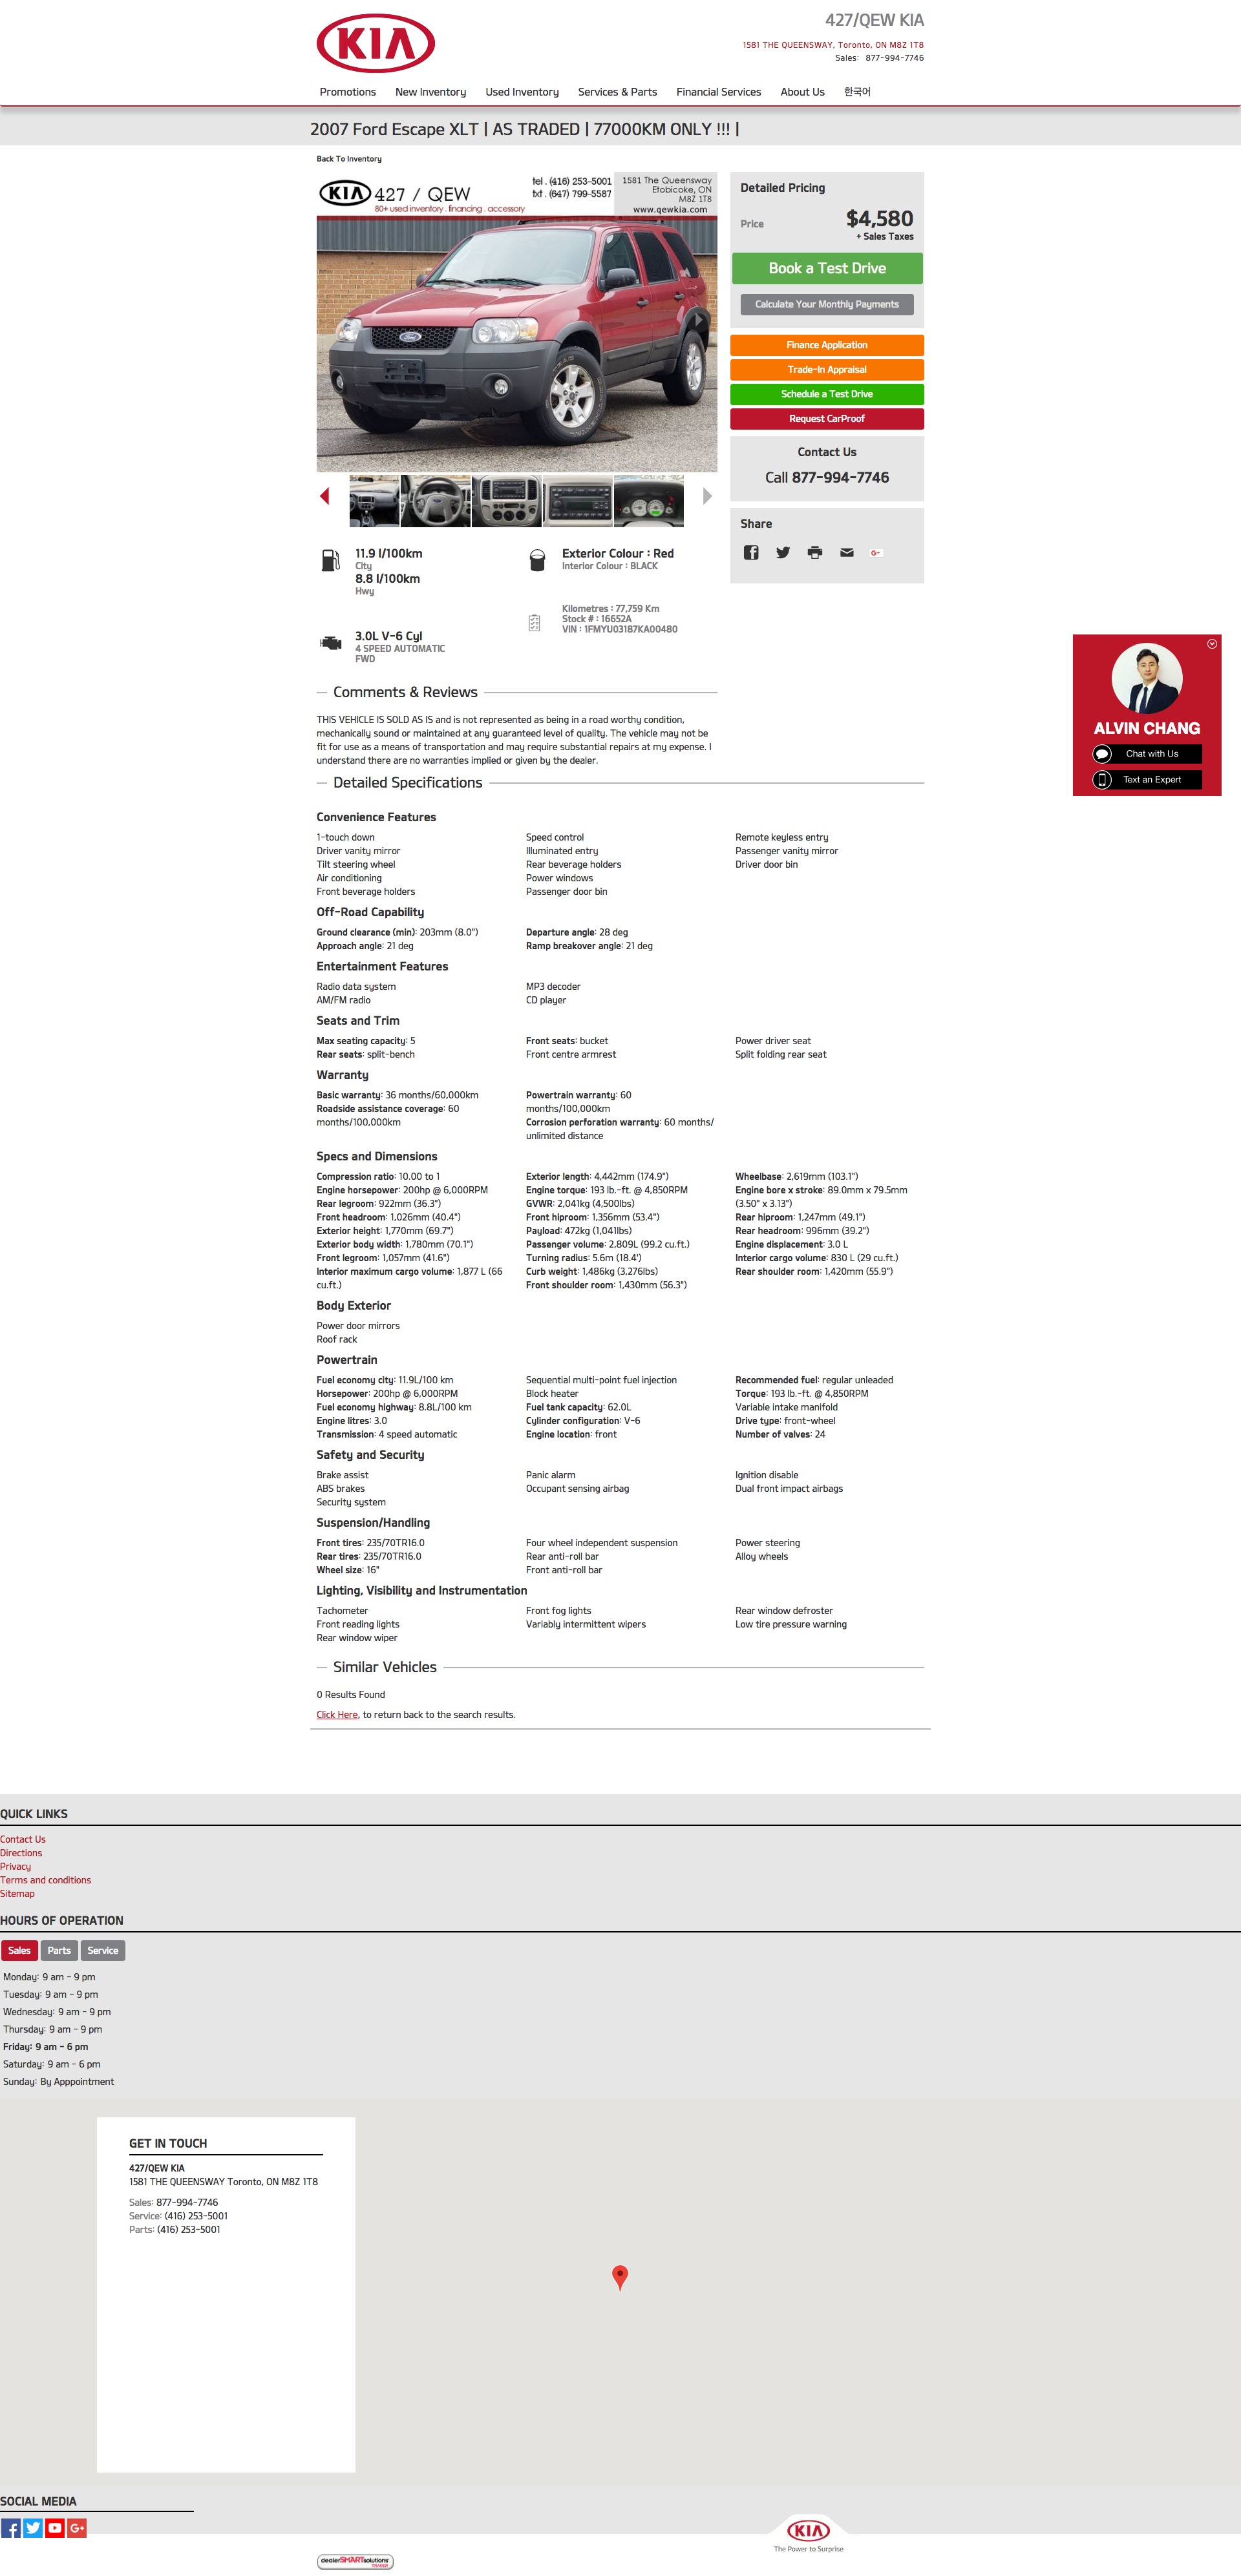 KIA
427/QEW KIA
1581 THE QUEENSWAY, Toronto, ON M8Z 1T8
Sales: 877-994-7746
Promotions New Inventory Used Inventory Services & Parts Financial Services About Us 한국어
2007 Ford Escape XLT | AS TRADED | 77000KM ONLY !!! |
Back To Inventory
KIA 427 / QEW
80+ used inventory . financing . accessory
tel . (416) 253-5001
txt . (647) 799-5587
1581 The Queensway
Etobicoke, ON
M8Z 1T8
www.qewkia.com
Ford
Detailed Pricing
Price $4,580
+ Sales Taxes
Book a Test Drive
Calculate Your Monthly Payments
Finance Application
Trade-In Appraisal
Schedule a Test Drive
Request CarProof
Contact Us
Call 877-994-7746
Share
11.9 l/100km
City
8.8 l/100km
Hwy
Exterior Colour : Red
Interior Colour : BLACK
3.0L V-6 Cyl
4 SPEED AUTOMATIC
FWD
Kilometres : 77,759 Km
Stock # : 16652A
VIN : 1FMYU03187KA00480
ALVIN CHANG
Chat with Us
Text an Expert
Comments & Reviews
THIS VEHICLE IS SOLD AS IS and is not represented as being in a road worthy condition,
mechanically sound or maintained at any guaranteed level of quality. The vehicle may not be
fit for use as a means of transportation and may require substantial repairs at my expense. I
understand there are no warranties implied or given by the dealer.
Detailed Specifications
Convenience Features
1-touch down Speed control Remote keyless entry
Driver vanity mirror Illuminated entry Passenger vanity mirror
Tilt steering wheel Rear beverage holders Driver door bin
Air conditioning Power windows
Front beverage holders Passenger door bin
Off-Road Capability
Ground clearance (min): 203mm (8.0") Departure angle: 28 deg
Approach angle: 21 deg Ramp breakover angle: 21 deg
Entertainment Features
Radio data system MP3 decoder
AM/FM radio CD player
Seats and Trim
Max seating capacity: 5 Front seats: bucket Power driver seat
Rear seats: split-bench Front centre armrest Split folding rear seat
Warranty
Basic warranty: 36 months/60,000km
Roadside assistance coverage: 60
months/100,000km
Powertrain warranty: 60
months/100,000km
Corrosion perforation warranty: 60 months/
unlimited distance
Specs and Dimensions
Compression ratio: 10.00 to 1
Engine horsepower: 200hp @ 6,000RPM
Rear legroom: 922mm (36.3")
Front headroom: 1,026mm (40.4")
Exterior height: 1,770mm (69.7")
Exterior body width: 1,780mm (70.1")
Front legroom: 1,057mm (41.6")
Interior maximum cargo volume: 1,877 L (66
cu.ft.)
Exterior length: 4,442mm (174.9")
Engine torque: 193 lb.-ft. @ 4,850RPM
GVWR: 2,041kg (4,500lbs)
Front hiproom: 1,356mm (53.4")
Payload: 472kg (1,041lbs)
Passenger volume: 2,809L (99.2 cu.ft.)
Turning radius: 5.6m (18.4')
Curb weight: 1,486kg (3,276lbs)
Front shoulder room: 1,430mm (56.3")
Wheelbase: 2,619mm (103.1")
Engine bore x stroke: 89.0mm x 79.5mm
(3.50" x 3.13")
Rear hiproom: 1,247mm (49.1")
Rear headroom: 996mm (39.2")
Engine displacement: 3.0 L
Interior cargo volume: 830 L (29 cu.ft.)
Rear shoulder room: 1,420mm (55.9")
Body Exterior
Power door mirrors
Roof rack
Powertrain
Fuel economy city: 11.9L/100 km Sequential multi-point fuel injection Recommended fuel: regular unleaded
Horsepower: 200hp @ 6,000RPM Block heater Torque: 193 lb.-ft. @ 4,850RPM
Fuel economy highway: 8.8L/100 km Fuel tank capacity: 62.0L Variable intake manifold
Engine litres: 3.0 Cylinder configuration: V-6 Drive type: front-wheel
Transmission: 4 speed automatic Engine location: front Number of valves: 24
Safety and Security
Brake assist Panic alarm Ignition disable
ABS brakes Occupant sensing airbag Dual front impact airbags
Security system
Suspension/Handling
Front tires: 235/70TR16.0 Four wheel independent suspension Power steering
Rear tires: 235/70TR16.0 Rear anti-roll bar Alloy wheels
Wheel size: 16" Front anti-roll bar
Lighting, Visibility and Instrumentation
Tachometer Front fog lights Rear window defroster
Front reading lights Variably intermittent wipers Low tire pressure warning
Rear window wiper
Similar Vehicles
0 Results Found
Click Here, to return back to the search results.
QUICK LINKS
Contact Us
Directions
Privacy
Terms and conditions
Sitemap
HOURS OF OPERATION
Sales Parts Service
Monday: 9 am - 9 pm
Tuesday: 9 am - 9 pm
Wednesday: 9 am - 9 pm
Thursday: 9 am - 9 pm
Friday: 9 am - 6 pm
Saturday: 9 am - 6 pm
Sunday: By Apppointment
GET IN TOUCH
427/QEW KIA
1581 THE QUEENSWAY Toronto, ON M8Z 1T8
Sales: 877-994-7746
Service: (416) 253-5001
Parts: (416) 253-5001
SOCIAL MEDIA
KIA
The Power to Surprise
dealerSMARTsolutions
TRADER